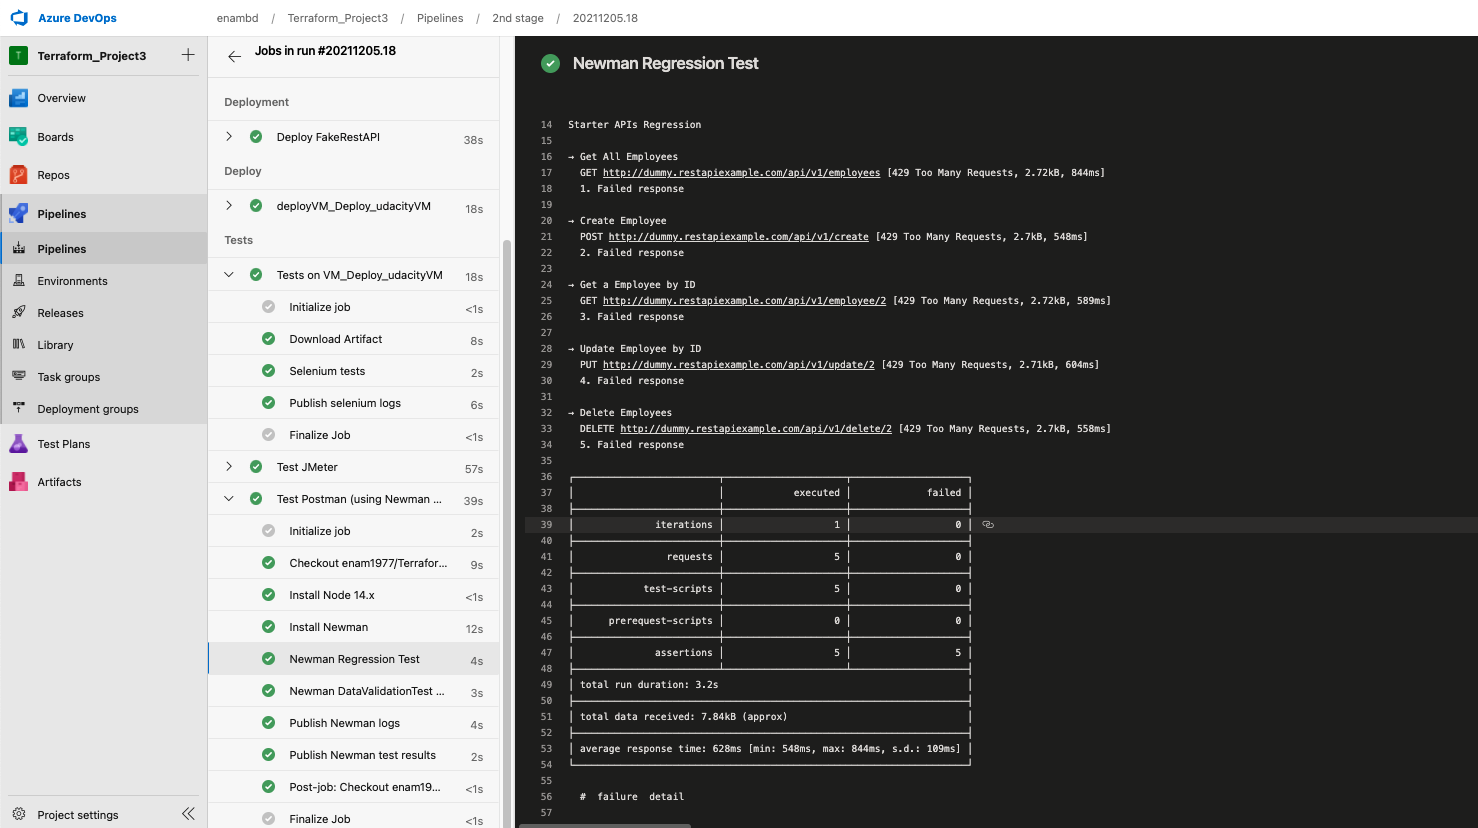 Azure DevOps
enambd / Terraform_Project3 / Pipelines / 2nd stage / 20211205.18
T Terraform_Project3
Overview
Boards
Repos
Pipelines
Pipelines
Environments
Releases
Library
Task groups
Deployment groups
Test Plans
Artifacts
Project settings
Jobs in run #20211205.18
Deployment
Deploy FakeRestAPI 38s
Deploy
deployVM_Deploy_udacityVM 18s
Tests
Tests on VM_Deploy_udacityVM 18s
Initialize job <1s
Download Artifact 8s
Selenium tests 2s
Publish selenium logs 6s
Finalize Job <1s
Test JMeter 57s
Test Postman (using Newman ... 39s
Initialize job 2s
Checkout enam1977/Terrafor... 9s
Install Node 14.x <1s
Install Newman 12s
Newman Regression Test 4s
Newman DataValidationTest ... 3s
Publish Newman logs 4s
Publish Newman test results 2s
Post-job: Checkout enam19... <1s
Finalize Job <1s
Newman Regression Test
14 Starter APIs Regression
15
16 → Get All Employees
17 GET http://dummy.restapiexample.com/api/v1/employees [429 Too Many Requests, 2.72kB, 844ms]
18 1. Failed response
19
20 → Create Employee
21 POST http://dummy.restapiexample.com/api/v1/create [429 Too Many Requests, 2.7kB, 548ms]
22 2. Failed response
23
24 → Get a Employee by ID
25 GET http://dummy.restapiexample.com/api/v1/employee/2 [429 Too Many Requests, 2.72kB, 589ms]
26 3. Failed response
27
28 → Update Employee by ID
29 PUT http://dummy.restapiexample.com/api/v1/update/2 [429 Too Many Requests, 2.71kB, 604ms]
30 4. Failed response
31
32 → Delete Employees
33 DELETE http://dummy.restapiexample.com/api/v1/delete/2 [429 Too Many Requests, 2.7kB, 558ms]
34 5. Failed response
35
36
37 executed failed
38
39 iterations 1 0
40
41 requests 5 0
42
43 test-scripts 5 0
44
45 prerequest-scripts 0 0
46
47 assertions 5 5
48
49 total run duration: 3.2s
50
51 total data received: 7.84kB (approx)
52
53 average response time: 628ms [min: 548ms, max: 844ms, s.d.: 109ms]
54
55
56 # failure detail
57